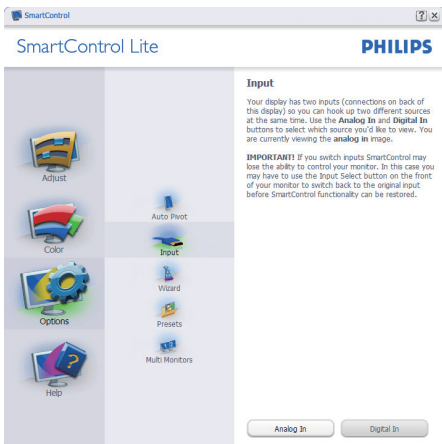 SmartControl
SmartControl Lite
PHILIPS
Adjust
Color
Options
Help
Auto Pivot
Input
Wizard
Presets
Multi Monitors
Input
Your display has two inputs (connections on back of
this display) so you can hook up two different sources
at the same time. Use the Analog In and Digital In
buttons to select which source you'd like to view. You
are currently viewing the analog in image.
IMPORTANT! If you switch inputs SmartControl may
lose the ability to control your monitor. In this case you
may have to use the Input Select button on the front
of your monitor to switch back to the original input
before SmartControl functionality can be restored.
Analog In
Digital In